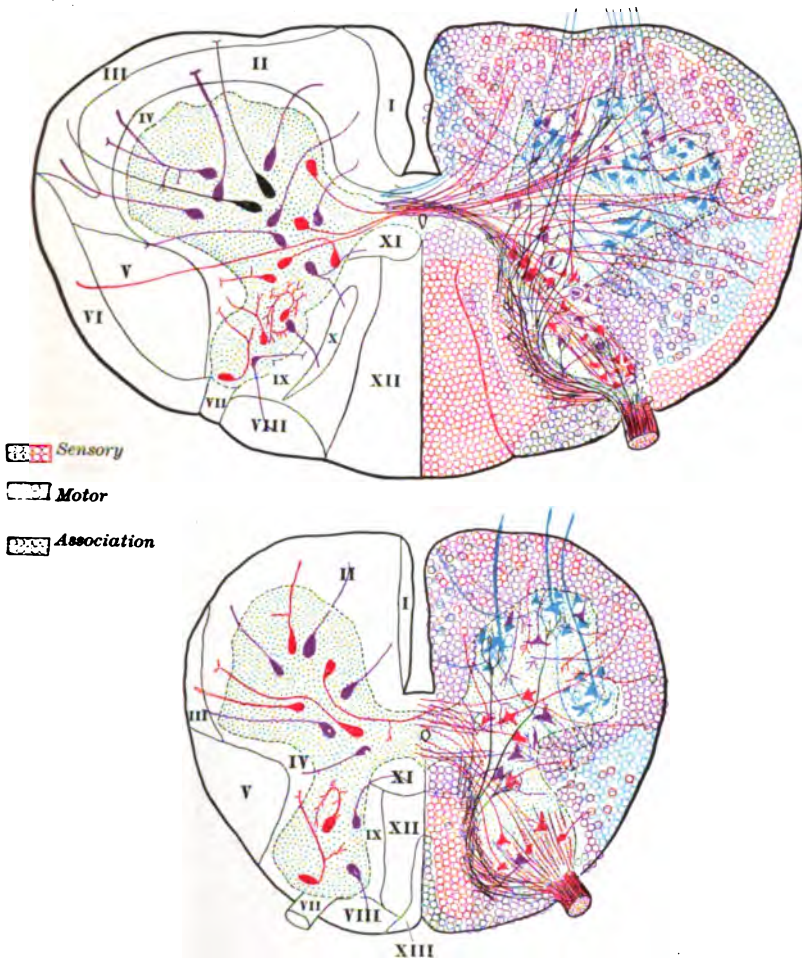 III
II
I
IV
V
XI
VI
X
IX
XII
VII
VIII
Sensory
Motor
Association
II
I
III
IV
XI
V
IX
XII
VII
VIII
XIII